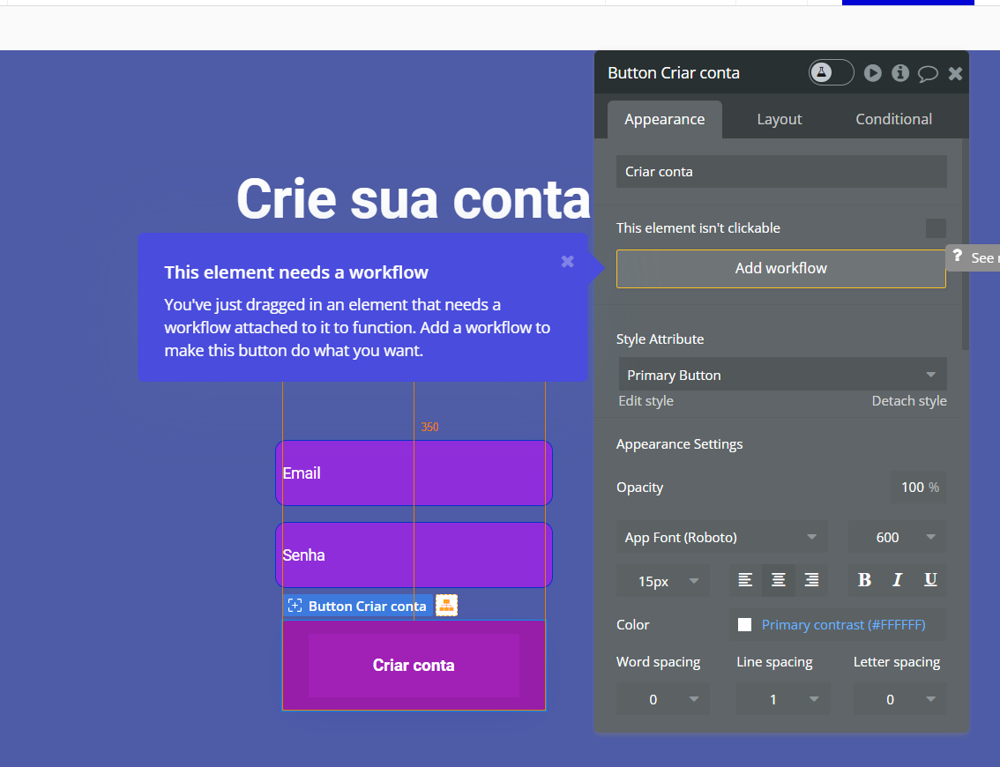 Button Criar conta
Appearance
Layout
Conditional
Criar conta
Crie sua conta
This element isn't clickable
This element needs a workflow
Add workflow
? See
You've just dragged in an element that needs a
workflow attached to it to function. Add a workflow to
make this button do what you want.
Style Attribute
Primary Button
Edit style
Detach style
350
Appearance Settings
Email
Opacity
100 %
App Font (Roboto)
600
Senha
15px
B I U
Button Criar conta
Color
Primary contrast (#FFFFFF)
Criar conta
Word spacing
Line spacing
Letter spacing
0
1
0